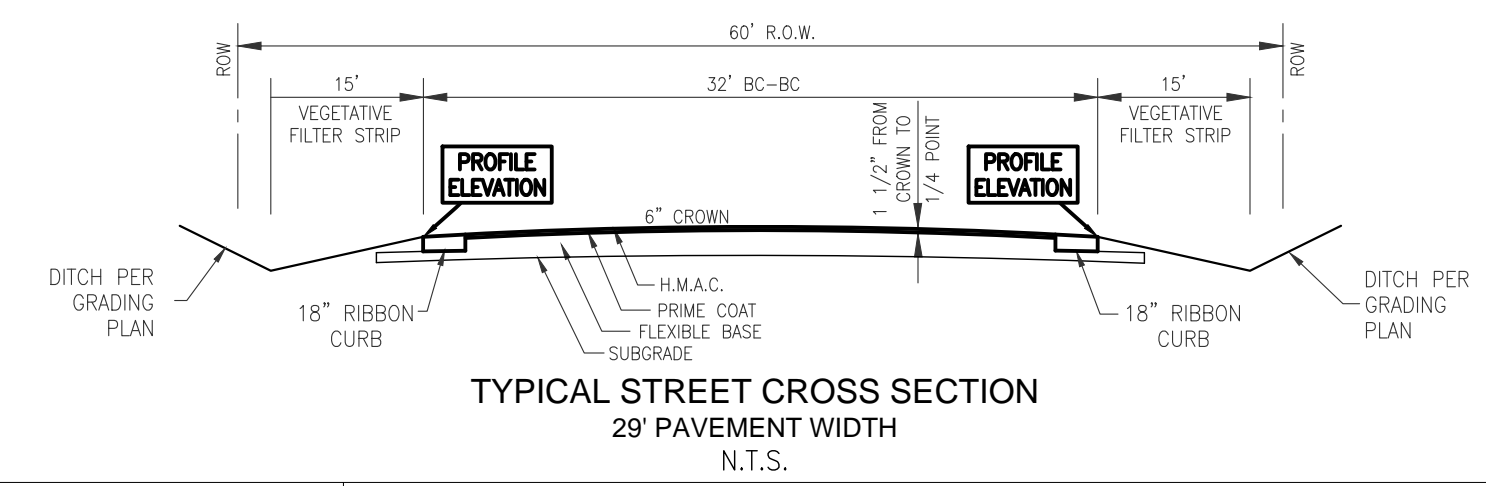 60' R.O.W.
ROW
ROW
15'
32' BC-BC
15'
VEGETATIVE
FILTER STRIP
1 1/2" FROM
CROWN TO
1/4 POINT
VEGETATIVE
FILTER STRIP
PROFILE
ELEVATION
PROFILE
ELEVATION
6" CROWN
DITCH PER
GRADING
PLAN
18" RIBBON
CURB
H.M.A.C.
PRIME COAT
FLEXIBLE BASE
SUBGRADE
18" RIBBON
CURB
DITCH PER
GRADING
PLAN
TYPICAL STREET CROSS SECTION
29' PAVEMENT WIDTH
N.T.S.